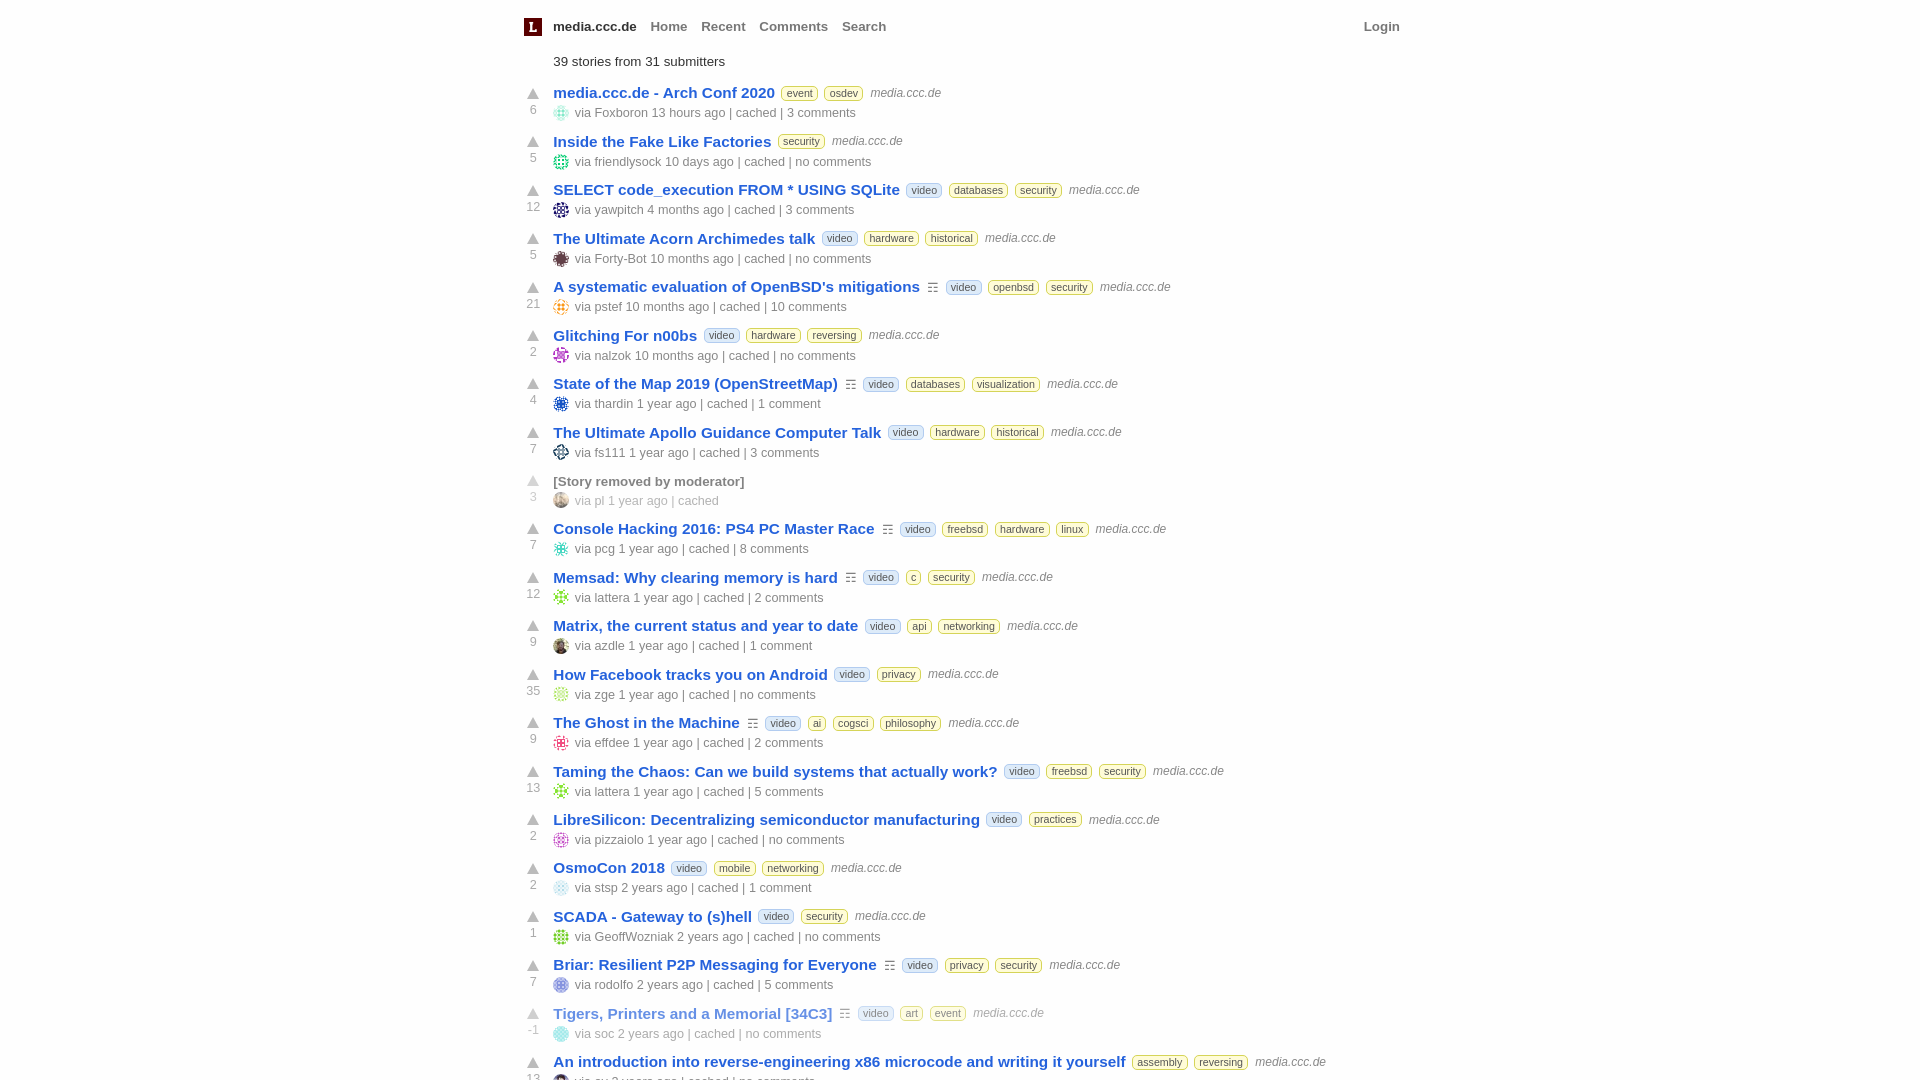 L media.ccc.de Home Recent Comments Search Login
39 stories from 31 submitters
media.ccc.de - Arch Conf 2020 event osdev media.ccc.de
6 via Foxboron 13 hours ago | cached | 3 comments
Inside the Fake Like Factories security media.ccc.de
5 via friendlysock 10 days ago | cached | no comments
SELECT code_execution FROM * USING SQLite video databases security media.ccc.de
12 via yawpitch 4 months ago | cached | 3 comments
The Ultimate Acorn Archimedes talk video hardware historical media.ccc.de
5 via Forty-Bot 10 months ago | cached | no comments
A systematic evaluation of OpenBSD's mitigations ☶ video openbsd security media.ccc.de
21 via pstef 10 months ago | cached | 10 comments
Glitching For n00bs video hardware reversing media.ccc.de
2 via nalzok 10 months ago | cached | no comments
State of the Map 2019 (OpenStreetMap) ☶ video databases visualization media.ccc.de
4 via thardin 1 year ago | cached | 1 comment
The Ultimate Apollo Guidance Computer Talk video hardware historical media.ccc.de
7 via fs111 1 year ago | cached | 3 comments
[Story removed by moderator]
3 via pl 1 year ago | cached
Console Hacking 2016: PS4 PC Master Race ☶ video freebsd hardware linux media.ccc.de
7 via pcg 1 year ago | cached | 8 comments
Memsad: Why clearing memory is hard ☶ video c security media.ccc.de
12 via lattera 1 year ago | cached | 2 comments
Matrix, the current status and year to date video api networking media.ccc.de
9 via azdle 1 year ago | cached | 1 comment
How Facebook tracks you on Android video privacy media.ccc.de
35 via zge 1 year ago | cached | no comments
The Ghost in the Machine ☶ video ai cogsci philosophy media.ccc.de
9 via effdee 1 year ago | cached | 2 comments
Taming the Chaos: Can we build systems that actually work? video freebsd security media.ccc.de
13 via lattera 1 year ago | cached | 5 comments
LibreSilicon: Decentralizing semiconductor manufacturing video practices media.ccc.de
2 via pizzaiolo 1 year ago | cached | no comments
OsmoCon 2018 video mobile networking media.ccc.de
2 via stsp 2 years ago | cached | 1 comment
SCADA - Gateway to (s)hell video security media.ccc.de
1 via GeoffWozniak 2 years ago | cached | no comments
Briar: Resilient P2P Messaging for Everyone ☶ video privacy security media.ccc.de
7 via rodolfo 2 years ago | cached | 5 comments
Tigers, Printers and a Memorial [34C3] ☶ video art event media.ccc.de
-1 via soc 2 years ago | cached | no comments
An introduction into reverse-engineering x86 microcode and writing it yourself assembly reversing media.ccc.de
13